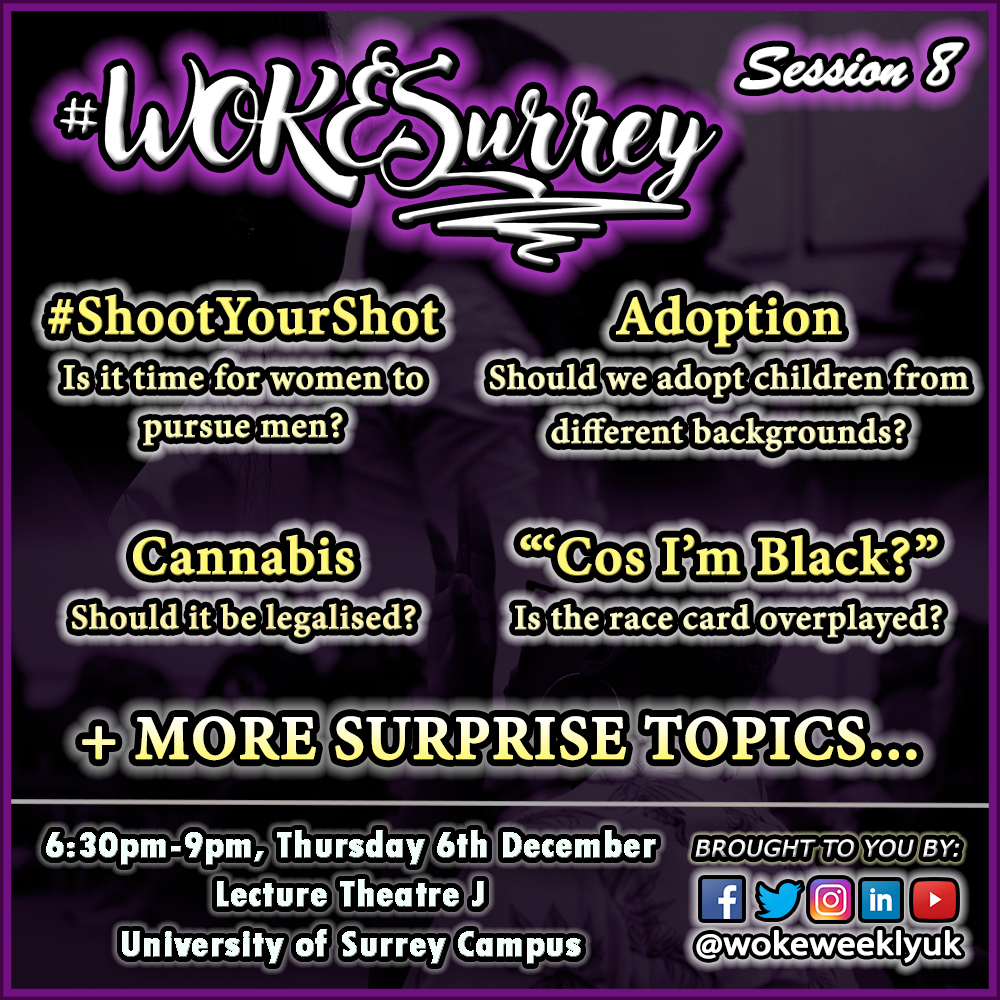 #WOKESurrey
Session 8
#ShootYourShot
Is it time for women to
pursue men?
Adoption
Should we adopt children from
different backgrounds?
Cannabis
Should it be legalised?
“‘Cos I’m Black?”
Is the race card overplayed?
+ MORE SURPRISE TOPICS...
6:30pm-9pm, Thursday 6th December
Lecture Theatre J
University of Surrey Campus
BROUGHT TO YOU BY:
@wokeweeklyuk